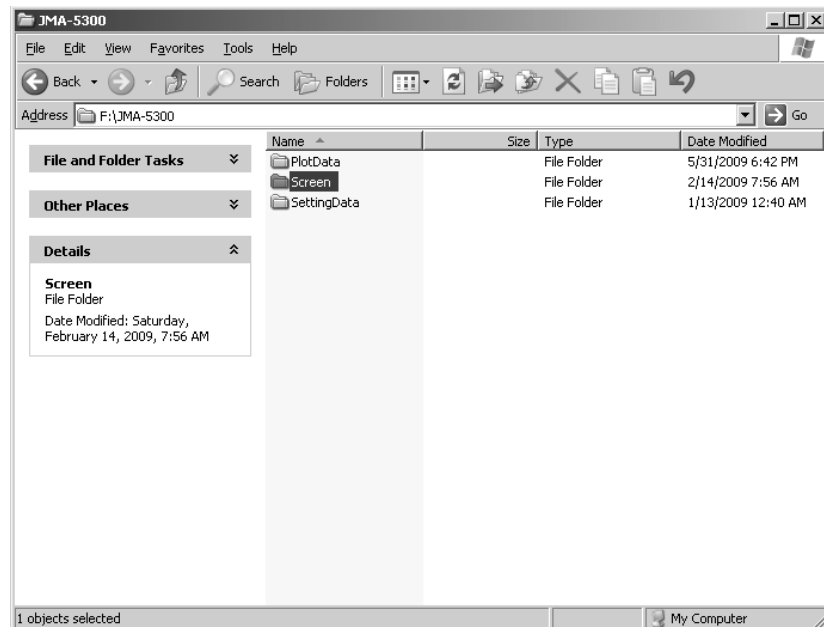 JMA-5300
File Edit View Favorites Tools Help
Back Search Folders
Address F:\JMA-5300 Go
File and Folder Tasks
Other Places
Details
Screen
File Folder
Date Modified: Saturday,
February 14, 2009, 7:56 AM
Name Size Type Date Modified
PlotData File Folder 5/31/2009 6:42 PM
Screen File Folder 2/14/2009 7:56 AM
SettingData File Folder 1/13/2009 12:40 AM
1 objects selected My Computer